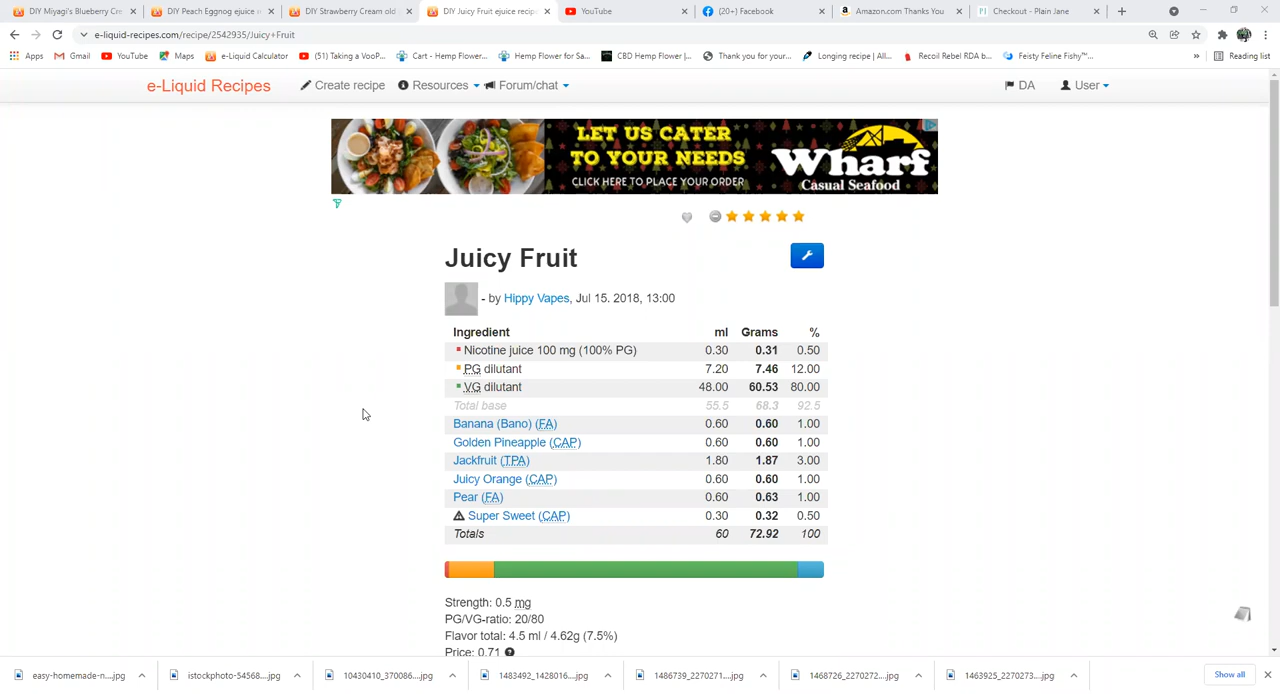 DIY Miyagi's Blueberry Cre
DIY Peach Eggnog ejuice r
DIY Strawberry Cream old
DIY Juicy Fruit ejuice recip
YouTube
(20+) Facebook
Amazon.com Thanks You
Checkout - Plain Jane
e-liquid-recipes.com/recipe/2542935/Juicy+Fruit
Apps
Gmail
YouTube
Maps
e-Liquid Calculator
(51) Taking a VooP...
Cart - Hemp Flower...
Hemp Flower for Sa...
CBD Hemp Flower |...
Thank you for your...
Longing recipe | All...
Recoil Rebel RDA b...
Feisty Feline Fishy™...
»
Reading list
e-Liquid Recipes
Create recipe
Resources
Forum/chat
DA
User
LET US CATER
TO YOUR NEEDS
CLICK HERE TO PLACE YOUR ORDER
Wharf
Casual Seafood
Juicy Fruit
- by Hippy Vapes, Jul 15. 2018, 13:00
Ingredient ml Grams %
Nicotine juice 100 mg (100% PG) 0.30 0.31 0.50
PG dilutant 7.20 7.46 12.00
VG dilutant 48.00 60.53 80.00
Total base 55.5 68.3 92.5
Banana (Bano) (FA) 0.60 0.60 1.00
Golden Pineapple (CAP) 0.60 0.60 1.00
Jackfruit (TPA) 1.80 1.87 3.00
Juicy Orange (CAP) 0.60 0.60 1.00
Pear (FA) 0.60 0.63 1.00
Super Sweet (CAP) 0.30 0.32 0.50
Totals 60 72.92 100
Strength: 0.5 mg
PG/VG-ratio: 20/80
Flavor total: 4.5 ml / 4.62g (7.5%)
Price: 0.71
easy-homemade-n....jpg
istockphoto-54568....jpg
10430410_370086....jpg
1483492_1428016....jpg
1486739_2270271....jpg
1468726_2270272....jpg
1463925_2270273....jpg
Show all